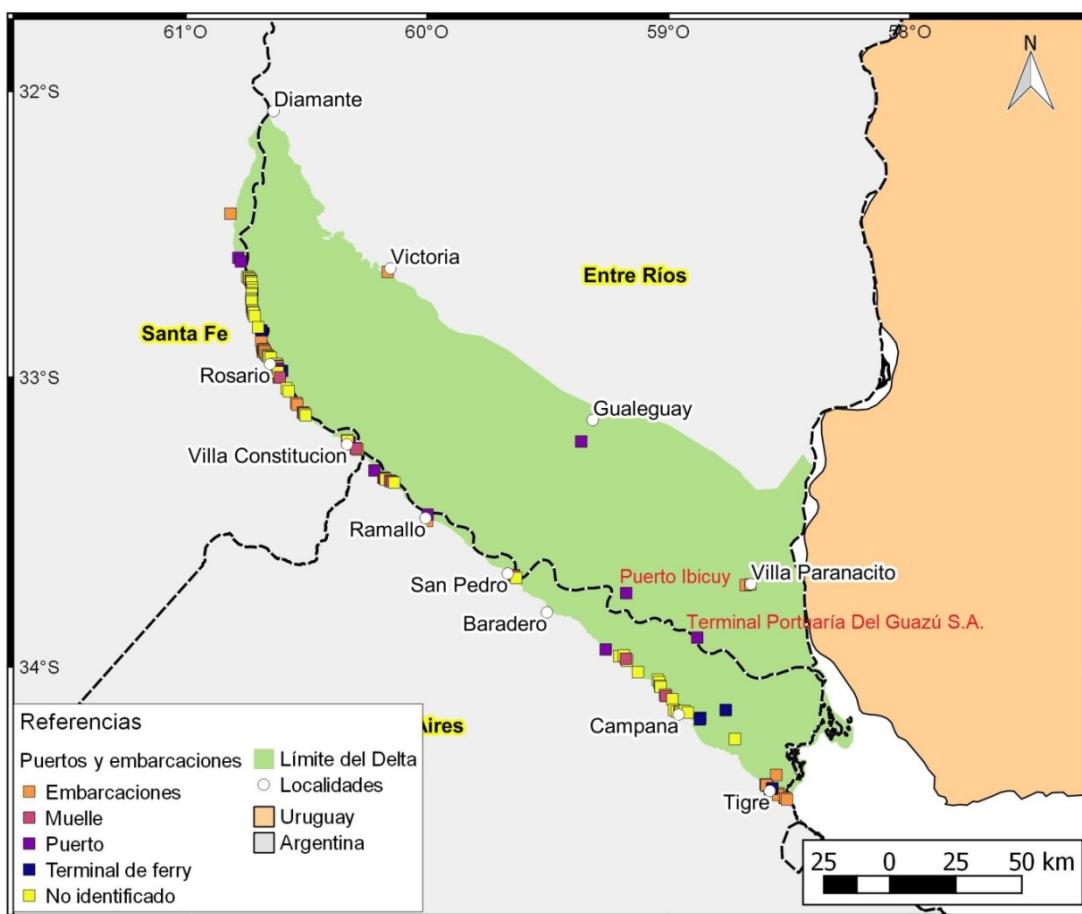 61°O
60°O
59°O
58°O
N
32°S
Diamante
Victoria
Entre Ríos
Santa Fe
Rosario
33°S
Gualeguay
Villa Constitucion
Ramallo
San Pedro
Puerto Ibicuy
Villa Paranacito
Baradero
Terminal Portuaría Del Guazú S.A.
34°S
Campana
Aires
Tigre
Referencias
Puertos y embarcaciones
Embarcaciones
Muelle
Puerto
Terminal de ferry
No identificado
Límite del Delta
Localidades
Uruguay
Argentina
25 0 25 50 km